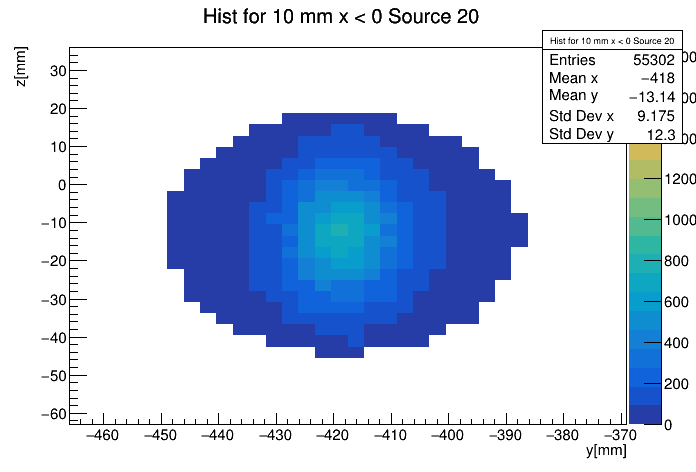 Hist for 10 mm x < 0 Source 20
z[mm]
Hist for 10 mm x < 0 Source 20
Entries 55302
Mean x −418
Mean y −13.14
Std Dev x 9.175
Std Dev y 12.3
30
20
10
0
−10
−20
−30
−40
−50
−60
1200
1000
800
600
400
200
0
−460 −450 −440 −430 −420 −410 −400 −390 −380 −370
y[mm]